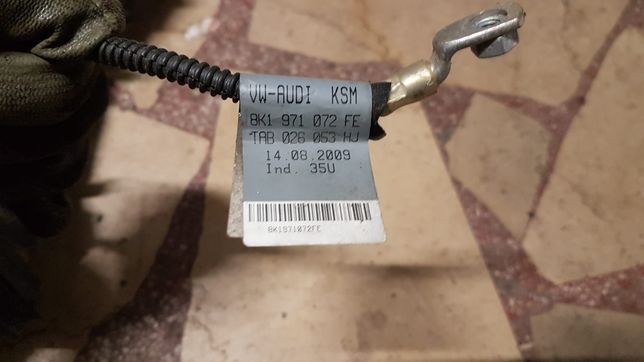 VW-AUDI KSM
8K1 971 072 FE
TAB 026 053 HJ
14.08.2009
Ind. 35U
8K1971072FE